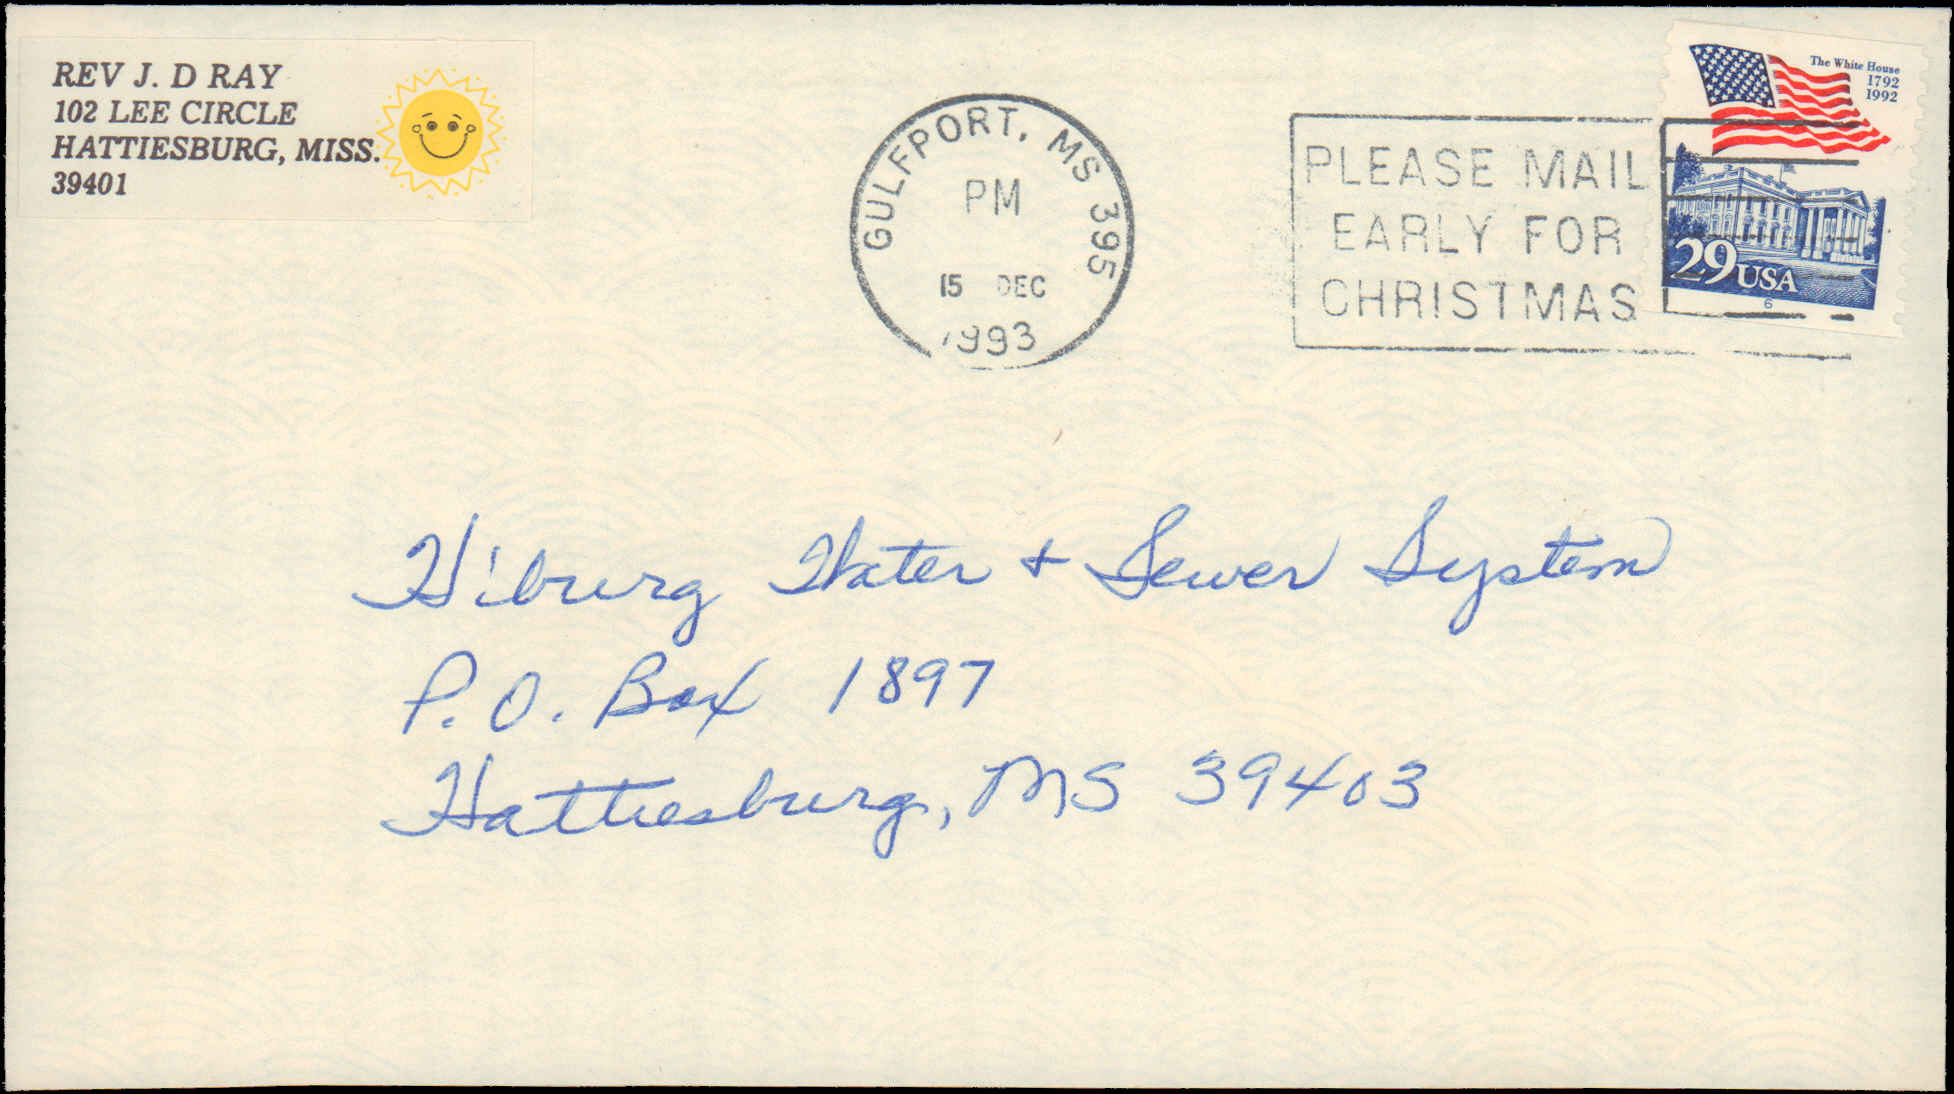 REV J. D RAY
102 LEE CIRCLE
HATTIESBURG, MISS.
39401
GULFPORT, MS 395
PM
15 DEC
1993
PLEASE MAIL
EARLY FOR
CHRISTMAS
The White House
1792
1992
29 USA
6
H'burg Water + Sewer System
P.O. Box 1897
Hattiesburg, MS 39403